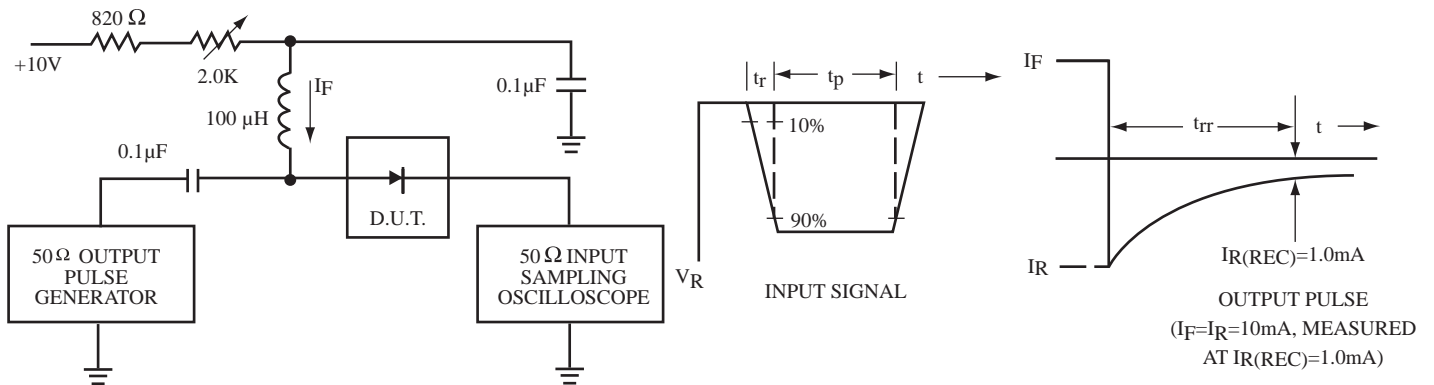 820 Ω
+10V
2.0K
IF
100 µH
0.1µF
0.1µF
D.U.T.
50 Ω OUTPUT
PULSE
GENERATOR
50 Ω INPUT
SAMPLING
OSCILLOSCOPE
tr
tp
t
10%
90%
VR
INPUT SIGNAL
IF
trr
t
IR
IR(REC)=1.0mA
OUTPUT PULSE
(IF=IR=10mA, MEASURED
AT IR(REC)=1.0mA)